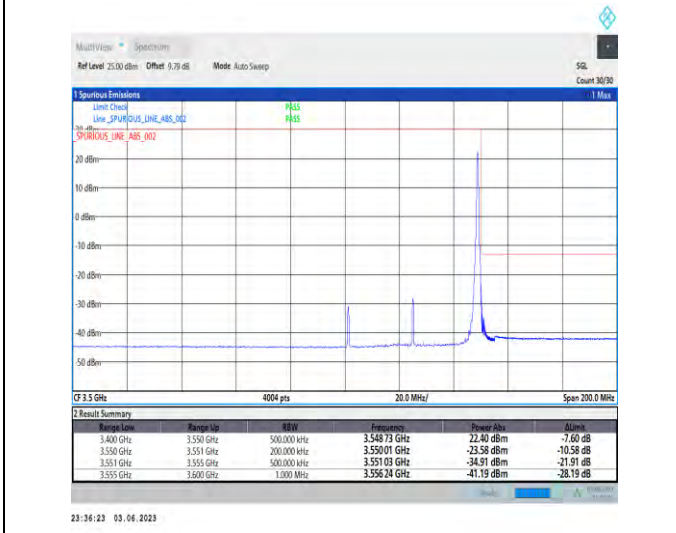 MultiView Spectrum
Ref Level 25.00 dBm Offset 9.79 dB Mode Auto Sweep SGL
Count 30/30
1 Spurious Emissions 1 Max
Limit Check PASS
Line _SPURIOUS_LINE_ABS_002 PASS
_SPURIOUS_LINE_ABS_002
20 dBm
10 dBm
0 dBm
-10 dBm
-20 dBm
-30 dBm
-40 dBm
-50 dBm
CF 3.5 GHz 4004 pts 20.0 MHz/ Span 200.0 MHz
2 Result Summary
Range Low Range Up RBW Frequency Power Abs ΔLimit
3.400 GHz 3.550 GHz 500.000 kHz 3.548 73 GHz 22.40 dBm -7.60 dB
3.550 GHz 3.551 GHz 200.000 kHz 3.550 01 GHz -23.58 dBm -10.58 dB
3.551 GHz 3.555 GHz 500.000 kHz 3.551 03 GHz -34.91 dBm -21.91 dB
3.555 GHz 3.600 GHz 1.000 MHz 3.556 24 GHz -41.19 dBm -28.19 dB
23:36:23 03.06.2023